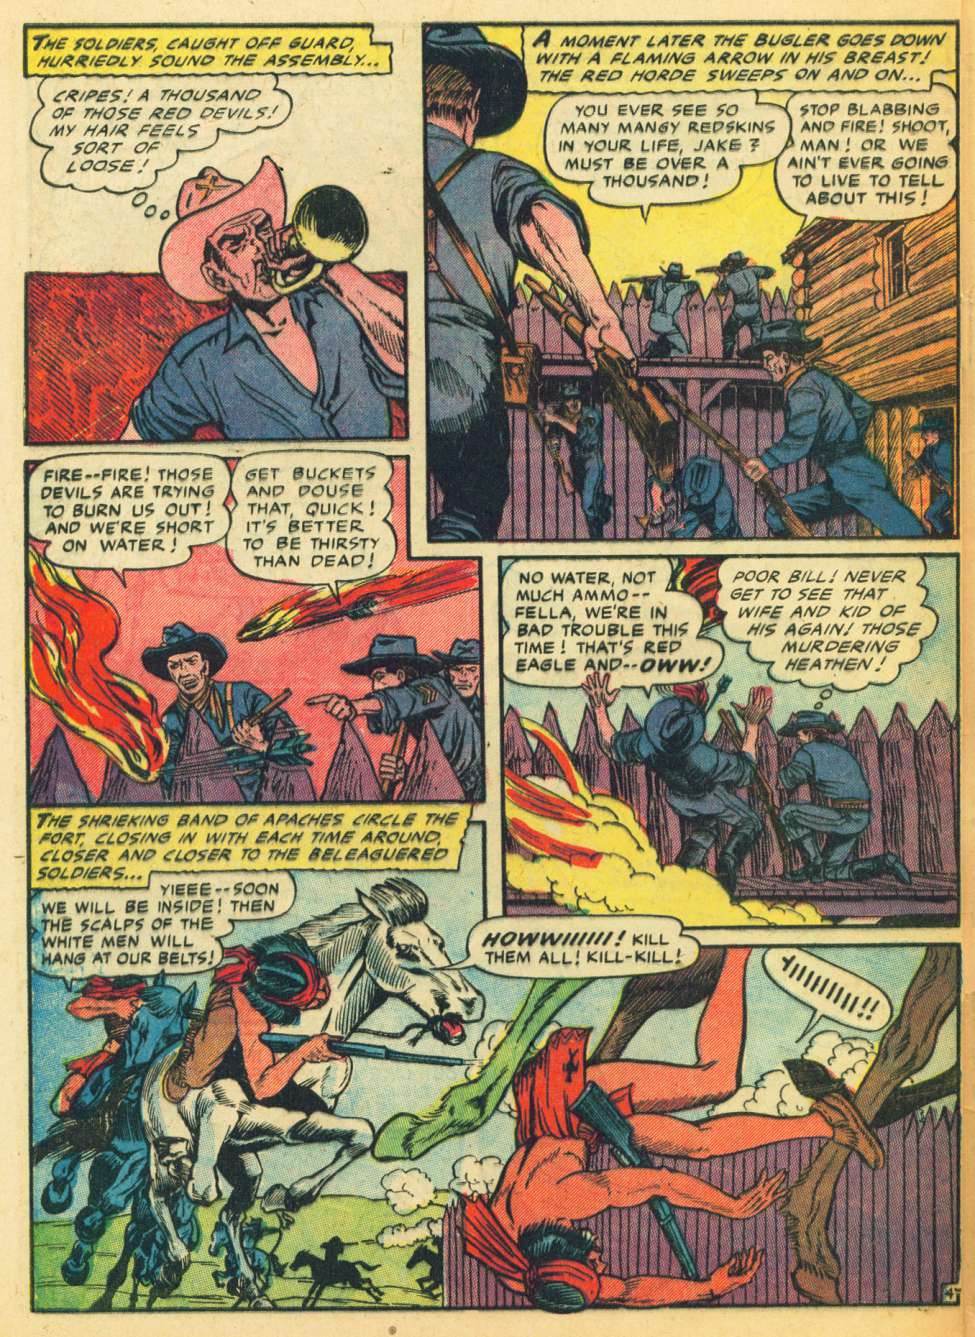 THE SOLDIERS, CAUGHT OFF GUARD,
HURRIEDLY SOUND THE ASSEMBLY...
CRIPES! A THOUSAND
OF THOSE RED DEVILS!
MY HAIR FEELS
SORT OF
LOOSE!
A MOMENT LATER THE BUGLER GOES DOWN
WITH A FLAMING ARROW IN HIS BREAST!
THE RED HORDE SWEEPS ON AND ON...
YOU EVER SEE SO
MANY MANGY REDSKINS
IN YOUR LIFE, JAKE?
MUST BE OVER A
THOUSAND!
STOP BLABBING
AND FIRE! SHOOT,
MAN! OR WE
AIN'T EVER GOING
TO LIVE TO TELL
ABOUT THIS!
FIRE--FIRE! THOSE
DEVILS ARE TRYING
TO BURN US OUT!
AND WE'RE SHORT
ON WATER!
GET BUCKETS
AND DOUSE
THAT, QUICK!
IT'S BETTER
TO BE THIRSTY
THAN DEAD!
NO WATER, NOT
MUCH AMMO--
FELLA, WE'RE IN
BAD TROUBLE THIS
TIME! THAT'S RED
EAGLE AND--OWW!
POOR BILL! NEVER
GET TO SEE THAT
WIFE AND KID OF
HIS AGAIN! THOSE
MURDERING
HEATHEN!
THE SHRIEKING BAND OF APACHES CIRCLE THE
FORT, CLOSING IN WITH EACH TIME AROUND,
CLOSER AND CLOSER TO THE BELEAGUERED
SOLDIERS...
YIEEE--SOON
WE WILL BE INSIDE! THEN
THE SCALPS OF THE
WHITE MEN WILL
HANG AT OUR BELTS!
HOWWIIIIII! KILL
THEM ALL! KILL-KILL!
YIIIIIIII!!
4